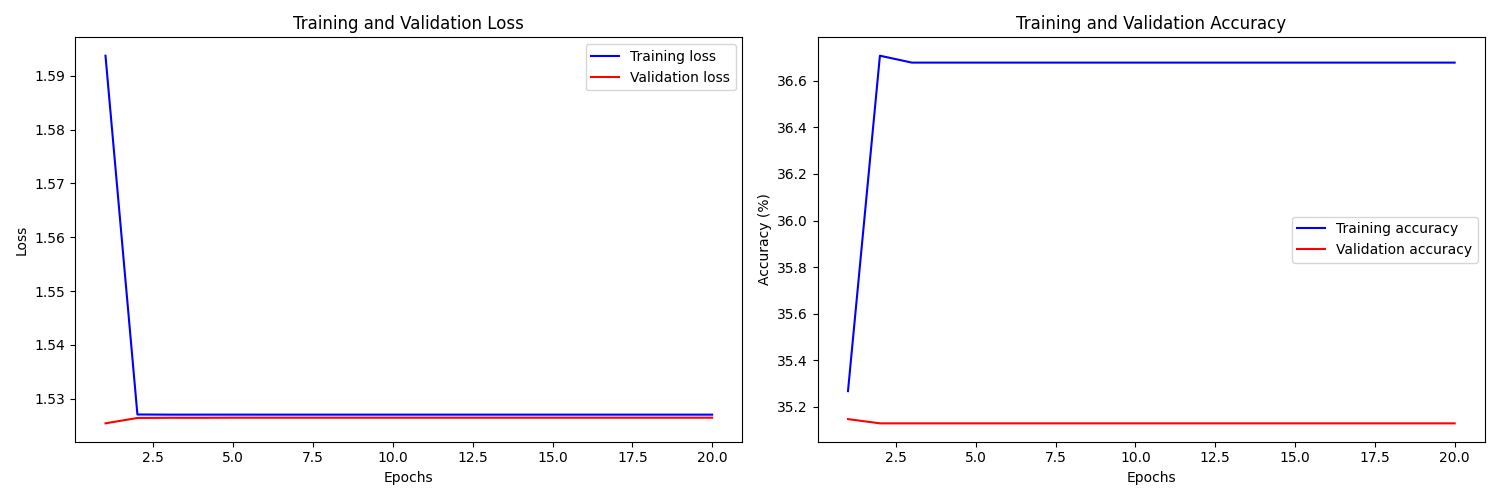 Training and Validation Loss
Training loss
Validation loss
1.59
1.58
1.57
1.56
1.55
1.54
1.53
Loss
2.5 5.0 7.5 10.0 12.5 15.0 17.5 20.0
Epochs
Training and Validation Accuracy
Training accuracy
Validation accuracy
36.6
36.4
36.2
36.0
35.8
35.6
35.4
35.2
Accuracy (%)
2.5 5.0 7.5 10.0 12.5 15.0 17.5 20.0
Epochs